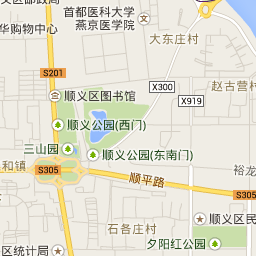 首都医科大学
燕京医学院
华购物中心
大东庄村
S201
X300
赵古营村
X919
顺义区图书馆
顺义公园(西门)
三山园
顺义公园(东南门)
和镇
S305
顺平路
裕龙
S305
石各庄村
顺义区
夕阳红公园
区统计局